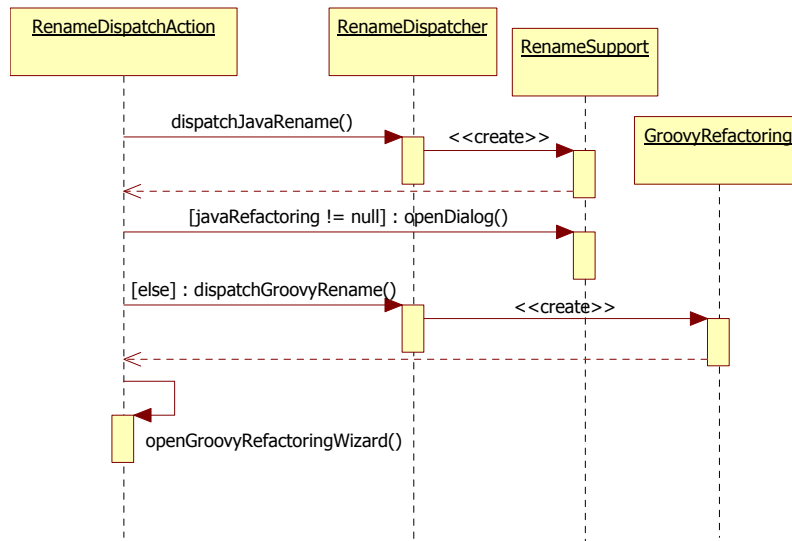 RenameDispatchAction
RenameDispatcher
RenameSupport
GroovyRefactoring
dispatchJavaRename()
<<create>>
[javaRefactoring != null] : openDialog()
[else] : dispatchGroovyRename()
<<create>>
openGroovyRefactoringWizard()